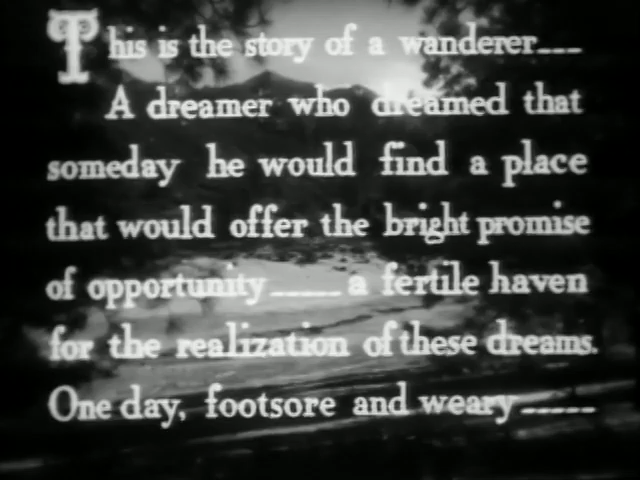 This is the story of a wanderer___
A dreamer who dreamed that
someday he would find a place
that would offer the bright promise
of opportunity_____a fertile haven
for the realization of these dreams.
One day, footsore and weary_____